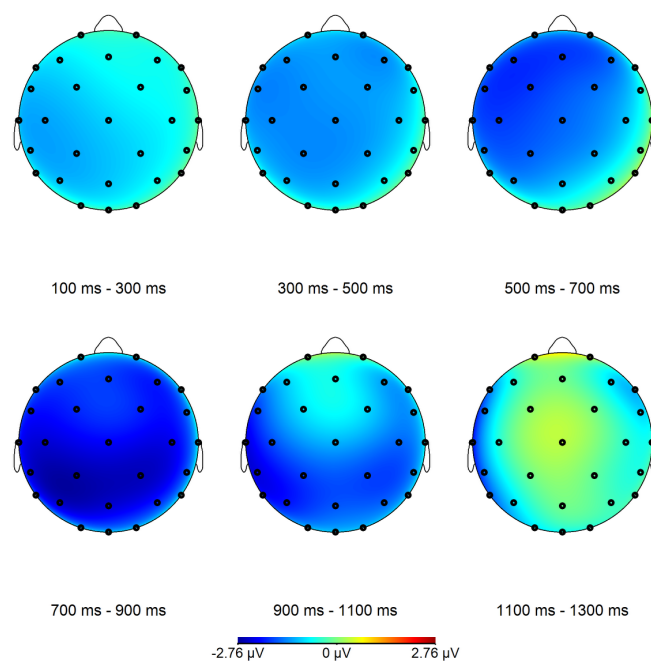 100 ms - 300 ms
300 ms - 500 ms
500 ms - 700 ms
700 ms - 900 ms
900 ms - 1100 ms
1100 ms - 1300 ms
-2.76 µV
0 µV
2.76 µV